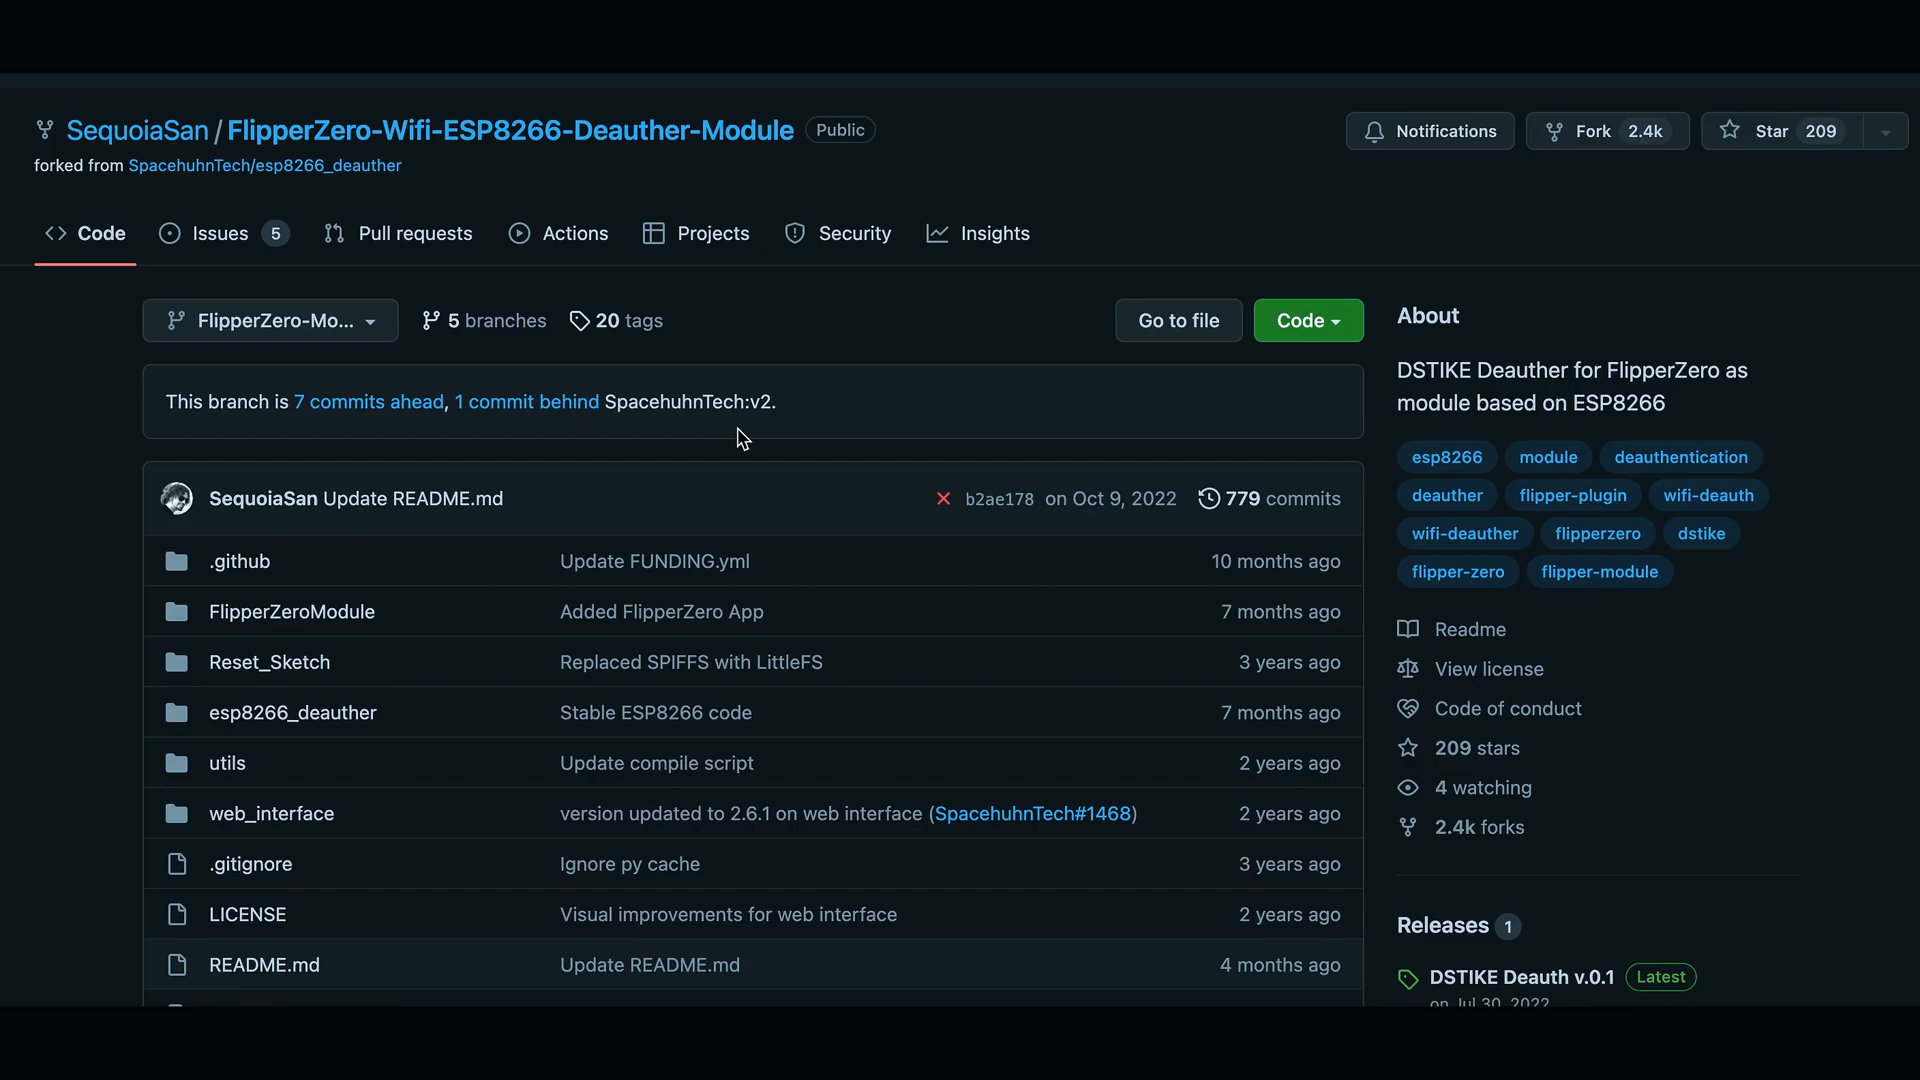 SequoiaSan / FlipperZero-Wifi-ESP8266-Deauther-Module Public
Notifications
Fork 2.4k
Star 209
forked from SpacehuhnTech/esp8266_deauther
Code
Issues 5
Pull requests
Actions
Projects
Security
Insights
FlipperZero-Mo...
5 branches
20 tags
Go to file
Code
This branch is 7 commits ahead, 1 commit behind SpacehuhnTech:v2.
SequoiaSan Update README.md b2ae178 on Oct 9, 2022 779 commits
.github Update FUNDING.yml 10 months ago
FlipperZeroModule Added FlipperZero App 7 months ago
Reset_Sketch Replaced SPIFFS with LittleFS 3 years ago
esp8266_deauther Stable ESP8266 code 7 months ago
utils Update compile script 2 years ago
web_interface version updated to 2.6.1 on web interface (SpacehuhnTech#1468) 2 years ago
.gitignore Ignore py cache 3 years ago
LICENSE Visual improvements for web interface 2 years ago
README.md Update README.md 4 months ago
About
DSTIKE Deauther for FlipperZero as
module based on ESP8266
esp8266 module deauthentication
deauther flipper-plugin wifi-deauth
wifi-deauther flipperzero dstike
flipper-zero flipper-module
Readme
View license
Code of conduct
209 stars
4 watching
2.4k forks
Releases 1
DSTIKE Deauth v.0.1 Latest
on Jul 30, 2022